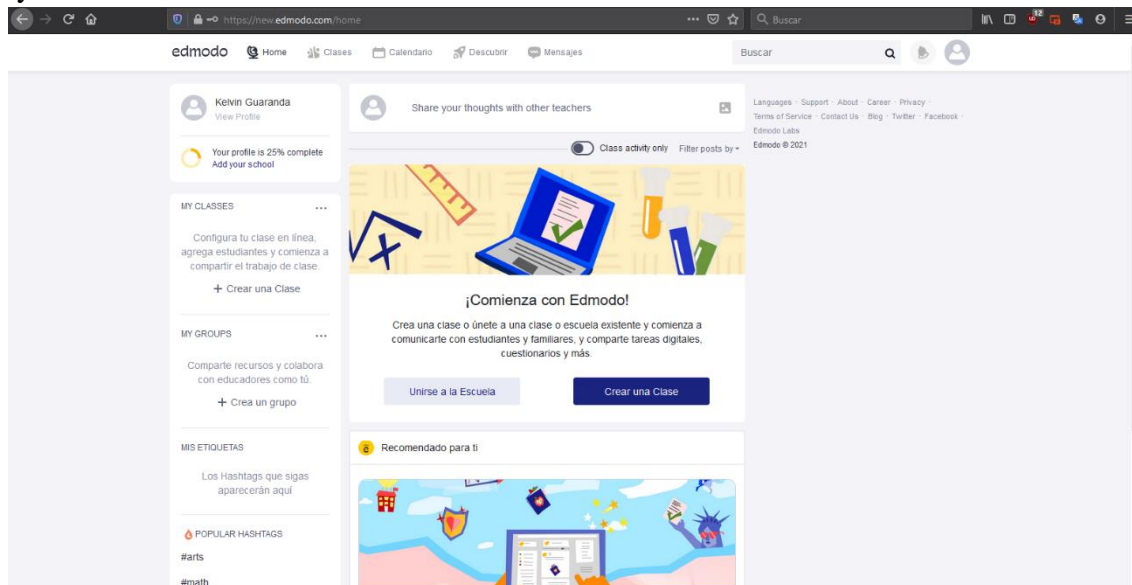 y
https://new.edmodo.com/home
Buscar
12
edmodo Home Clases Calendario Descubrir Mensajes Buscar
Kelvin Guaranda
View Profile
Your profile is 25% complete
Add your school
MY CLASSES
Configura tu clase en línea,
agrega estudiantes y comienza a
compartir el trabajo de clase.
+ Crear una Clase
MY GROUPS
Comparte recursos y colabora
con educadores como tú.
+ Crea un grupo
MIS ETIQUETAS
Los Hashtags que sigas
aparecerán aquí
POPULAR HASHTAGS
#arts
#math
Share your thoughts with other teachers
Class activity only Filter posts by
¡Comienza con Edmodo!
Crea una clase o únete a una clase o escuela existente y comienza a
comunicarte con estudiantes y familiares, y comparte tareas digitales,
cuestionarios y más.
Unirse a la Escuela Crear una Clase
Recomendado para ti
Languages · Support · About · Career · Privacy ·
Terms of Service · Contact Us · Blog · Twitter · Facebook ·
Edmodo Labs
Edmodo © 2021